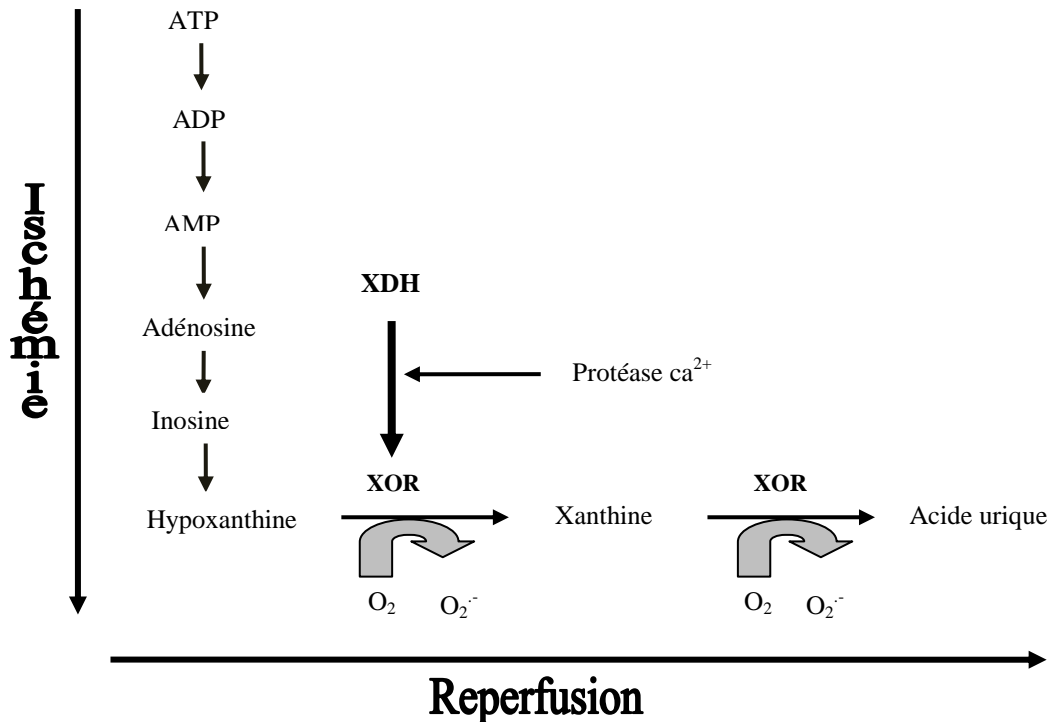 Ischémie
ATP
ADP
AMP
Adénosine
Inosine
Hypoxanthine
XDH
Protéase ca²⁺
XOR
Xanthine
XOR
Acide urique
O₂ O₂·⁻
O₂ O₂·⁻
Reperfusion